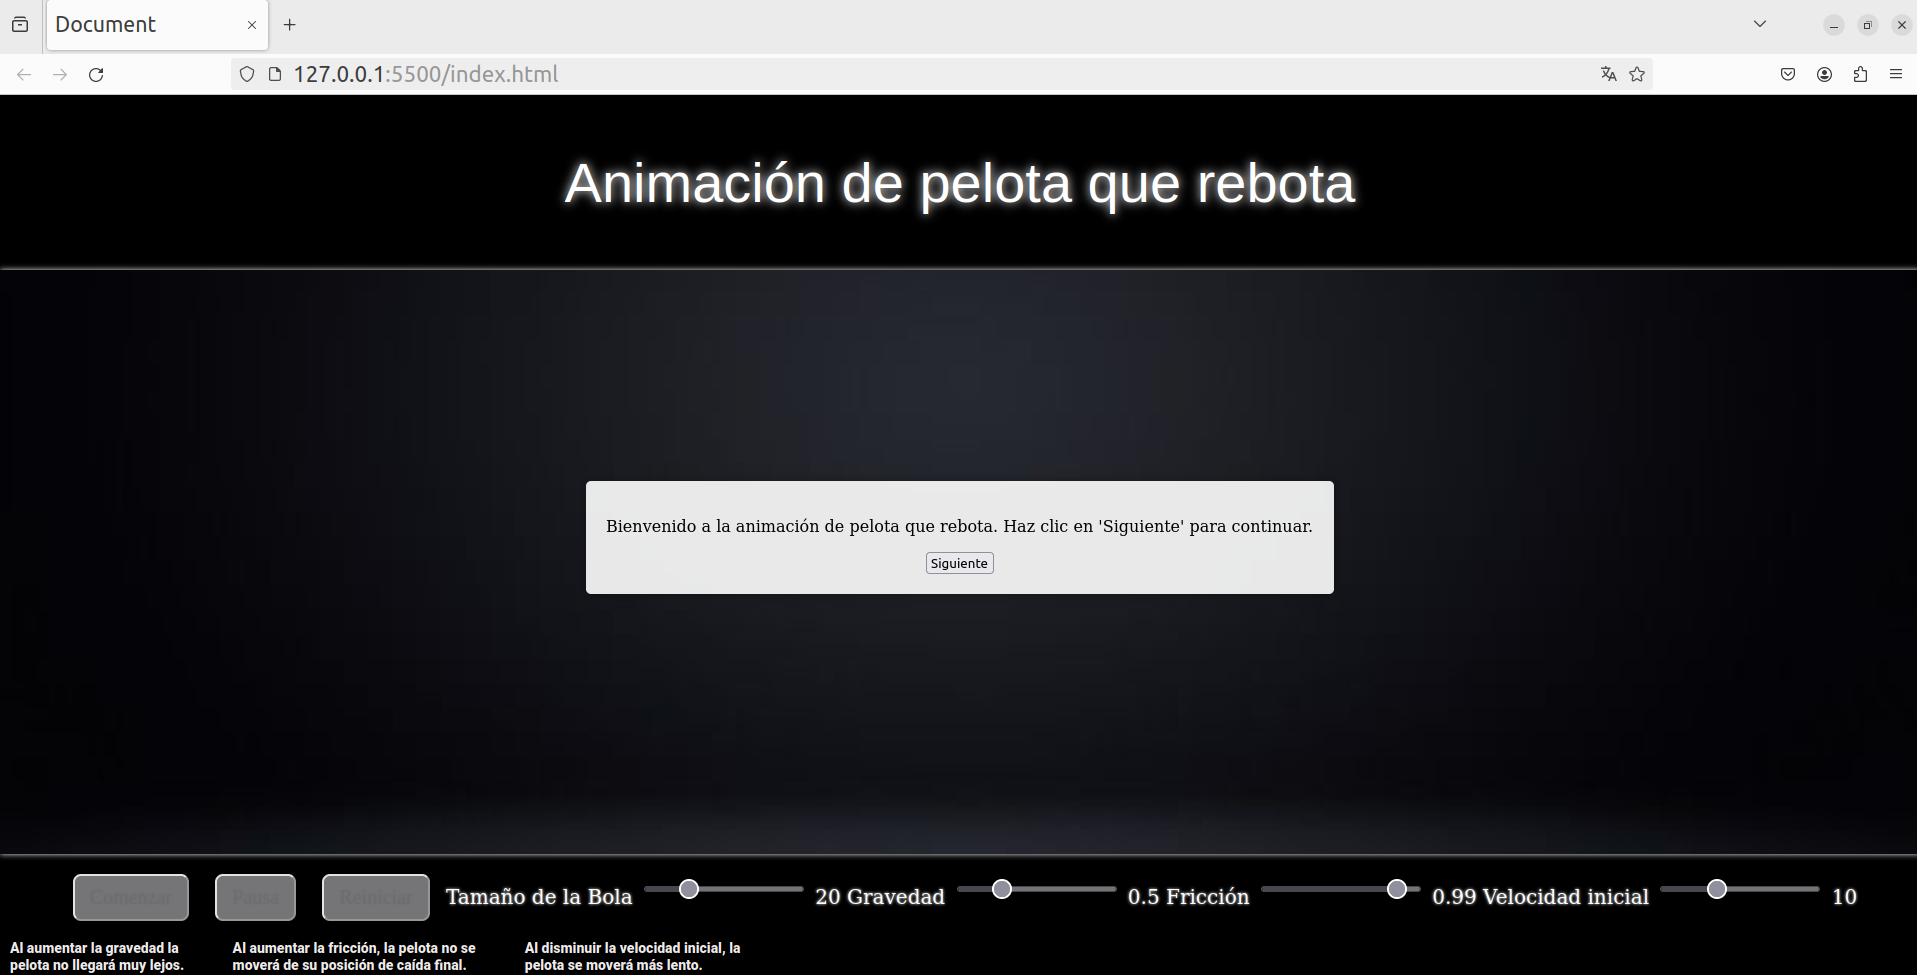 Document
127.0.0.1:5500/index.html
Animación de pelota que rebota
Bienvenido a la animación de pelota que rebota. Haz clic en 'Siguiente' para continuar.
Siguiente
Comenzar Pausa Reiniciar Tamaño de la Bola 20 Gravedad 0.5 Fricción 0.99 Velocidad inicial 10
Al aumentar la gravedad la
pelota no llegará muy lejos.
Al aumentar la fricción, la pelota no se
moverá de su posición de caída final.
Al disminuir la velocidad inicial, la
pelota se moverá más lento.